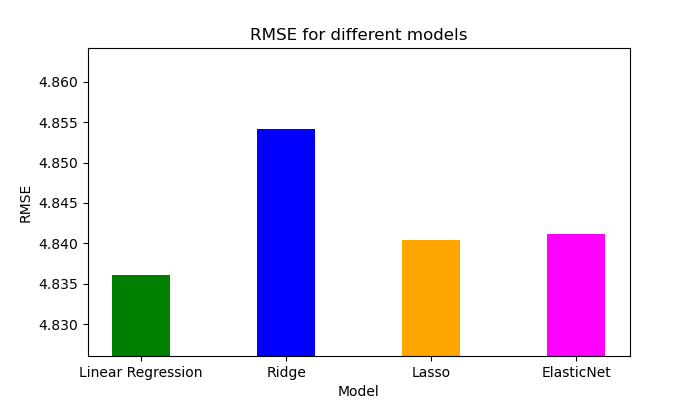 RMSE for different models
4.860
4.855
4.850
4.845
4.840
4.835
4.830
RMSE
Linear Regression
Ridge
Lasso
ElasticNet
Model